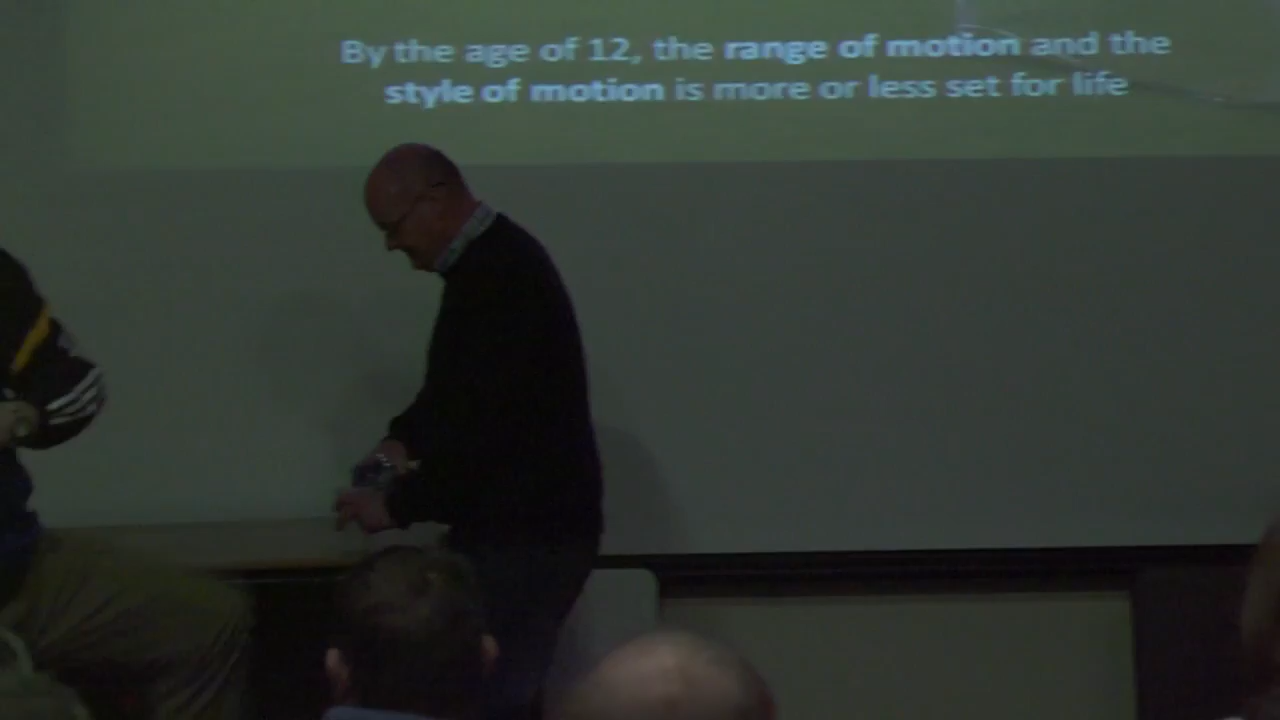 By the age of 12, the range of motion and the
style of motion is more or less set for life